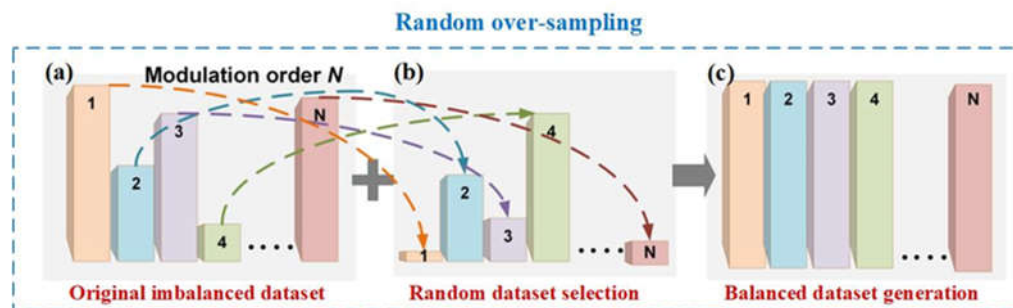 Random over-sampling
(a)
Modulation order N
1
2
3
4
....
N
(b)
1
2
3
4
....
N
(c)
1
2
3
4
....
N
Original imbalanced dataset
Random dataset selection
Balanced dataset generation